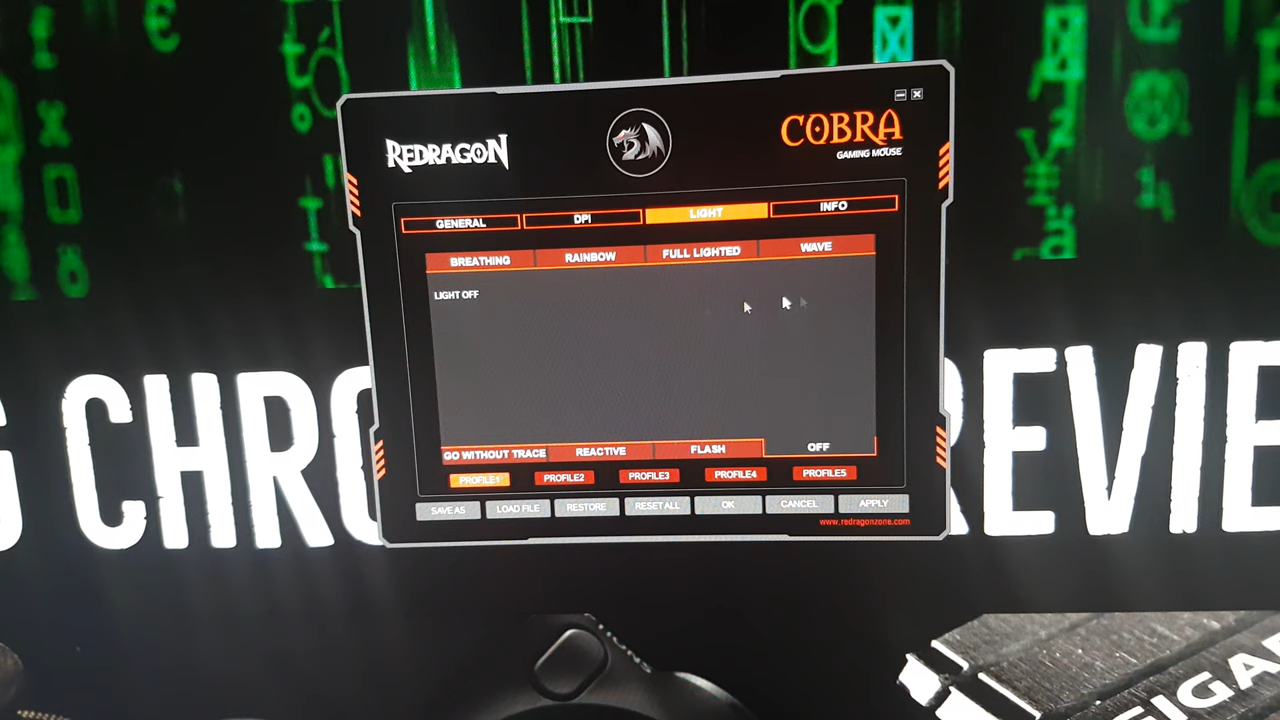 REDRAGON
COBRA
GAMING MOUSE
GENERAL DPI LIGHT INFO
BREATHING RAINBOW FULL LIGHTED WAVE
LIGHT OFF
GO WITHOUT TRACE REACTIVE FLASH OFF
PROFILE1 PROFILE2 PROFILE3 PROFILE4 PROFILE5
SAVE AS LOAD FILE RESTORE RESET ALL OK CANCEL APPLY
www.redragonzone.com
G CHRO REVIE
IGA